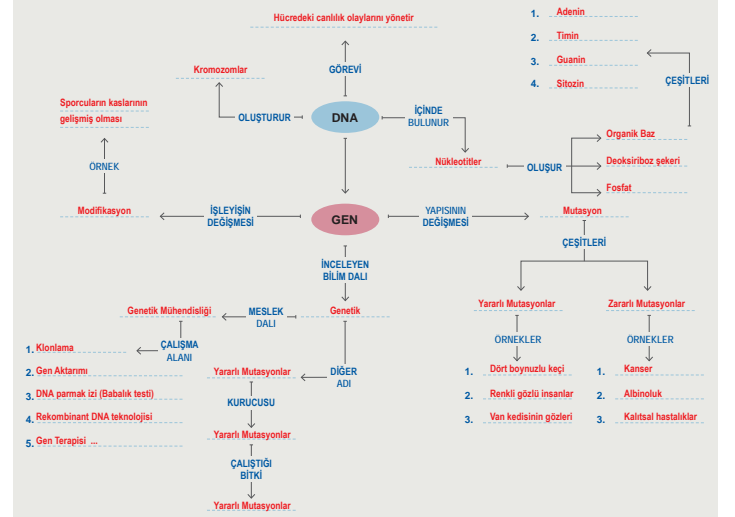 Hücredeki canlılık olaylarını yönetir
GÖREVİ
Kromozomlar
OLUŞTURUR
DNA
İÇİNDE
BULUNUR
Nükleotitler
OLUŞUR
Organik Baz
Deoksiriboz şekeri
Fosfat
ÇEŞİTLERİ
1. Adenin
2. Timin
3. Guanin
4. Sitozin
Sporcuların kaslarının
gelişmiş olması
ÖRNEK
Modifikasyon
İŞLEYİŞİN
DEĞİŞMESİ
GEN
YAPISININ
DEĞİŞMESİ
Mutasyon
ÇEŞİTLERİ
Yararlı Mutasyonlar
ÖRNEKLER
1. Dört boynuzlu keçi
2. Renkli gözlü insanlar
3. Van kedisinin gözleri
Zararlı Mutasyonlar
ÖRNEKLER
1. Kanser
2. Albinoluk
3. Kalıtsal hastalıklar
İNCELEYEN
BİLİM DALI
Genetik
MESLEK
DALI
Genetik Mühendisliği
ÇALIŞMA
ALANI
1. Klonlama
2. Gen Aktarımı
3. DNA parmak izi (Babalık testi)
4. Rekombinant DNA teknolojisi
5. Gen Terapisi ...
DİĞER
ADI
Yararlı Mutasyonlar
KURUCUSU
Yararlı Mutasyonlar
ÇALIŞTIĞI
BİTKİ
Yararlı Mutasyonlar